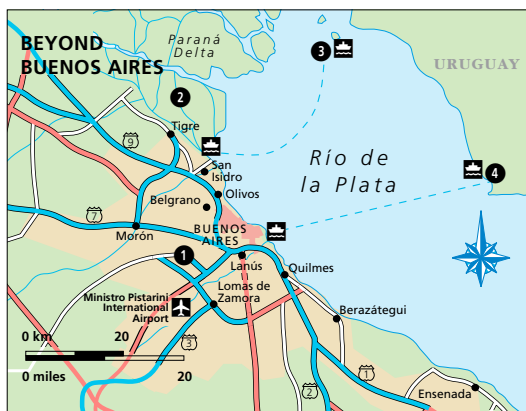 BEYOND
BUENOS AIRES
Paraná
Delta
3
URUGUAY
2
9
Tigre
San
Isidro
Río de
la Plata
4
Olivos
Belgrano
7
Morón
BUENOS
AIRES
1
Lanús
Quilmes
Ministro Pistarini
International
Airport
Lomas de
Zamora
Berazátegui
3
0 km 20
0 miles 20
1
2
Ensenada